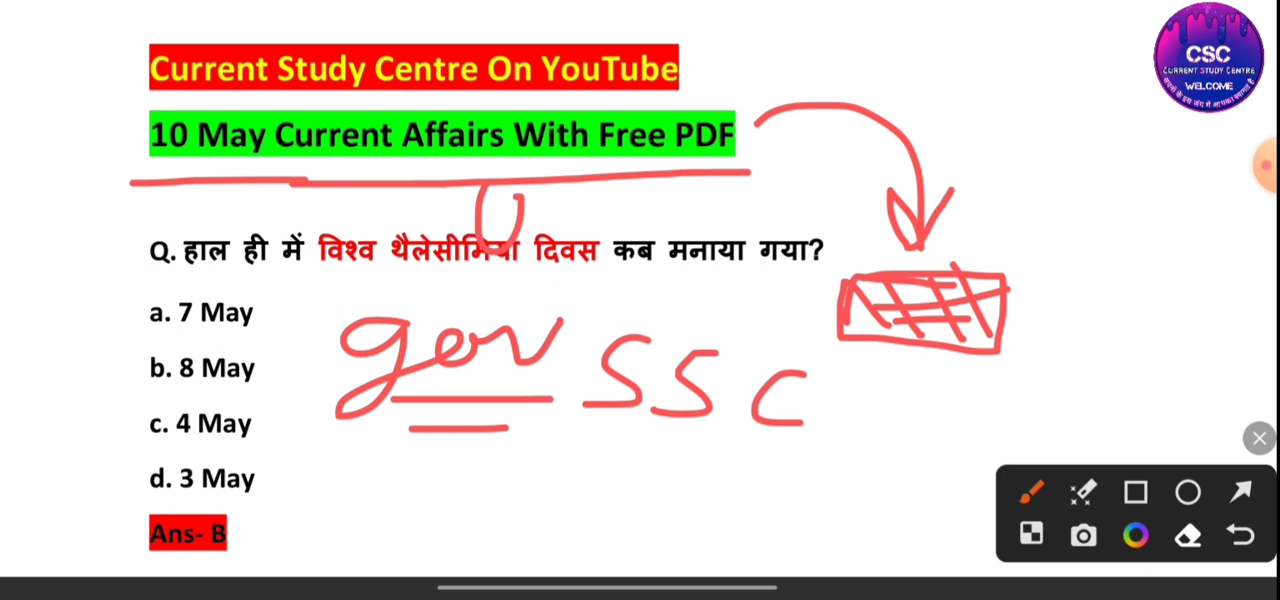 Current Study Centre On YouTube
10 May Current Affairs With Free PDF
CSC
CURRENT STUDY CENTRE
WELCOME
Q. हाल ही में विश्व थैलेसीमिया दिवस कब मनाया गया?
a. 7 May
b. 8 May
c. 4 May
d. 3 May
gov SSC
Ans- B